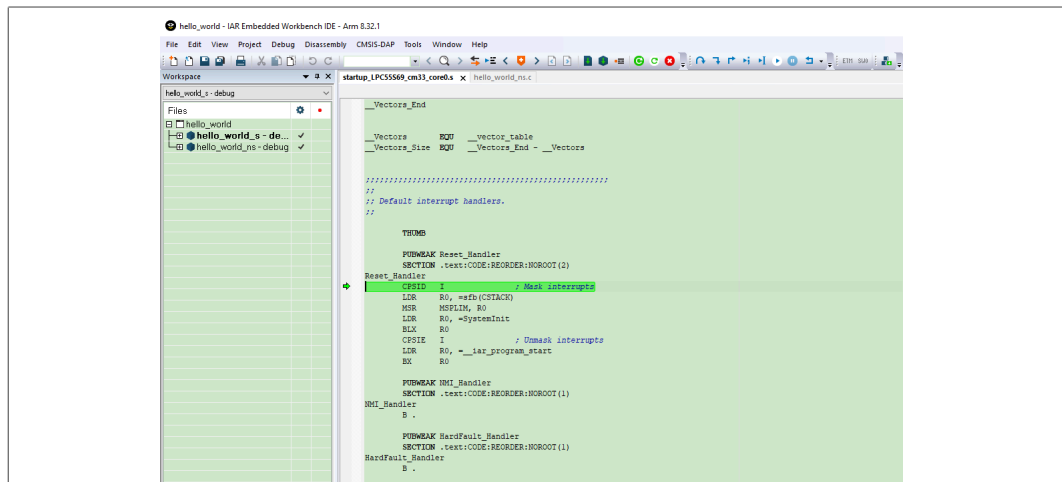 hello_world - IAR Embedded Workbench IDE - Arm 8.32.1
File Edit View Project Debug Disassembly CMSIS-DAP Tools Window Help
ETM SWO
Workspace
startup_LPC55S69_cm33_core0.s x hello_world_ns.c
hello_world_s - debug
Files
hello_world
hello_world_s - de...
hello_world_ns - debug
__Vectors_End
__Vectors EQU __vector_table
__Vectors_Size EQU __Vectors_End - __Vectors
;;;;;;;;;;;;;;;;;;;;;;;;;;;;;;;;;;;;;;;;;;;;;;;;;;;;
;;
;; Default interrupt handlers.
;;
THUMB
PUBWEAK Reset_Handler
SECTION .text:CODE:REORDER:NOROOT(2)
Reset_Handler
CPSID I ; Mask interrupts
LDR R0, =sfb(CSTACK)
MSR MSPLIM, R0
LDR R0, =SystemInit
BLX R0
CPSIE I ; Unmask interrupts
LDR R0, =__iar_program_start
BX R0
PUBWEAK NMI_Handler
SECTION .text:CODE:REORDER:NOROOT(1)
NMI_Handler
B .
PUBWEAK HardFault_Handler
SECTION .text:CODE:REORDER:NOROOT(1)
HardFault_Handler
B .